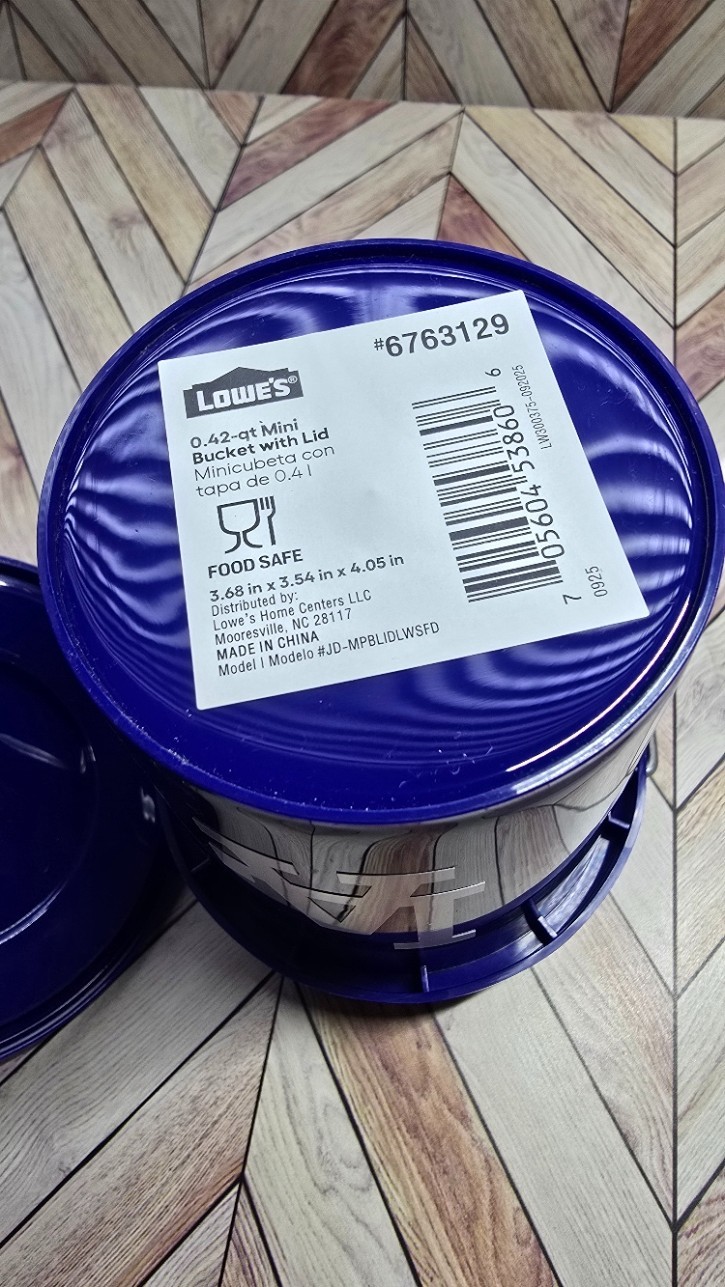 #6763129
LOWE'S®
0.42-qt Mini
Bucket with Lid
Minicubeta con
tapa de 0.4 l
FOOD SAFE
3.68 in x 3.54 in x 4.05 in
Distributed by:
Lowe's Home Centers LLC
Mooresville, NC 28117
MADE IN CHINA
Model | Modelo #JD-MPBLIDLWSFD
7 05604 53860 6
LW300375-092025
0925